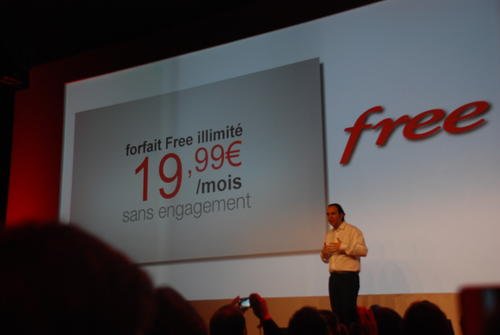 forfait Free illimité
19,99€
/mois
sans engagement
free